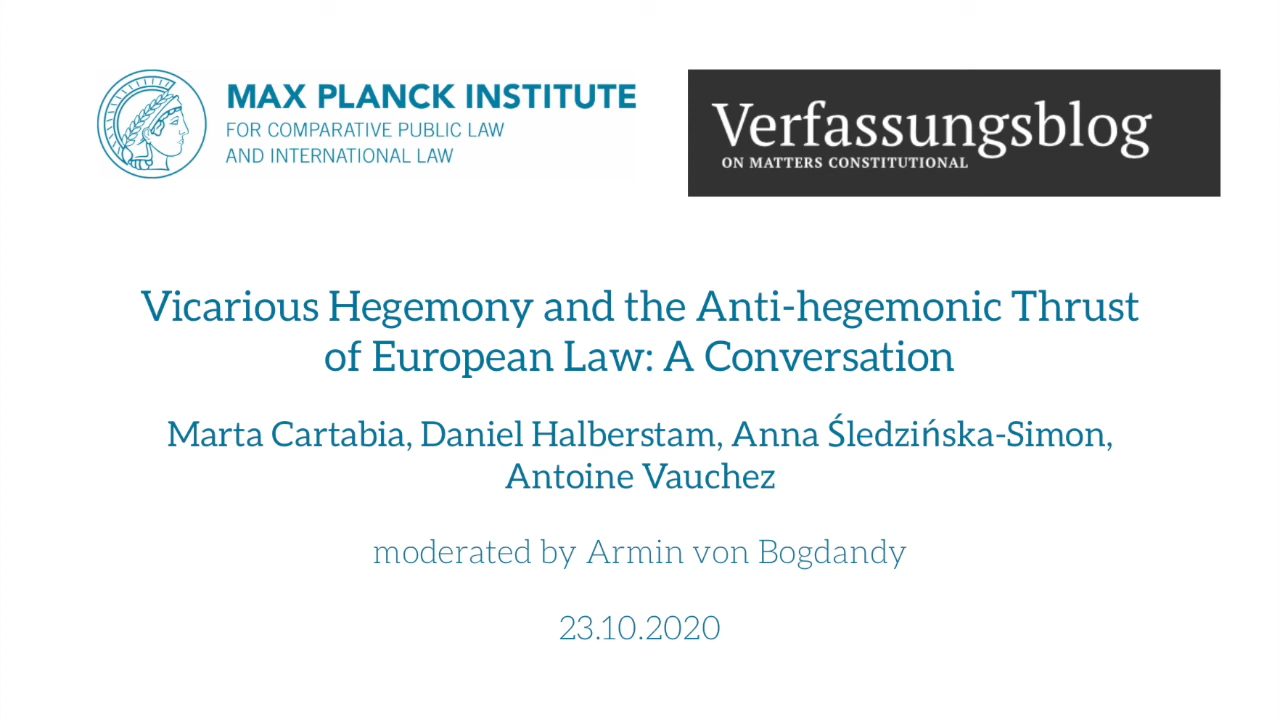 MAX PLANCK INSTITUTE
FOR COMPARATIVE PUBLIC LAW
AND INTERNATIONAL LAW
Verfassungsblog
ON MATTERS CONSTITUTIONAL
Vicarious Hegemony and the Anti-hegemonic Thrust
of European Law: A Conversation
Marta Cartabia, Daniel Halberstam, Anna Śledzińska-Simon,
Antoine Vauchez
moderated by Armin von Bogdandy
23.10.2020